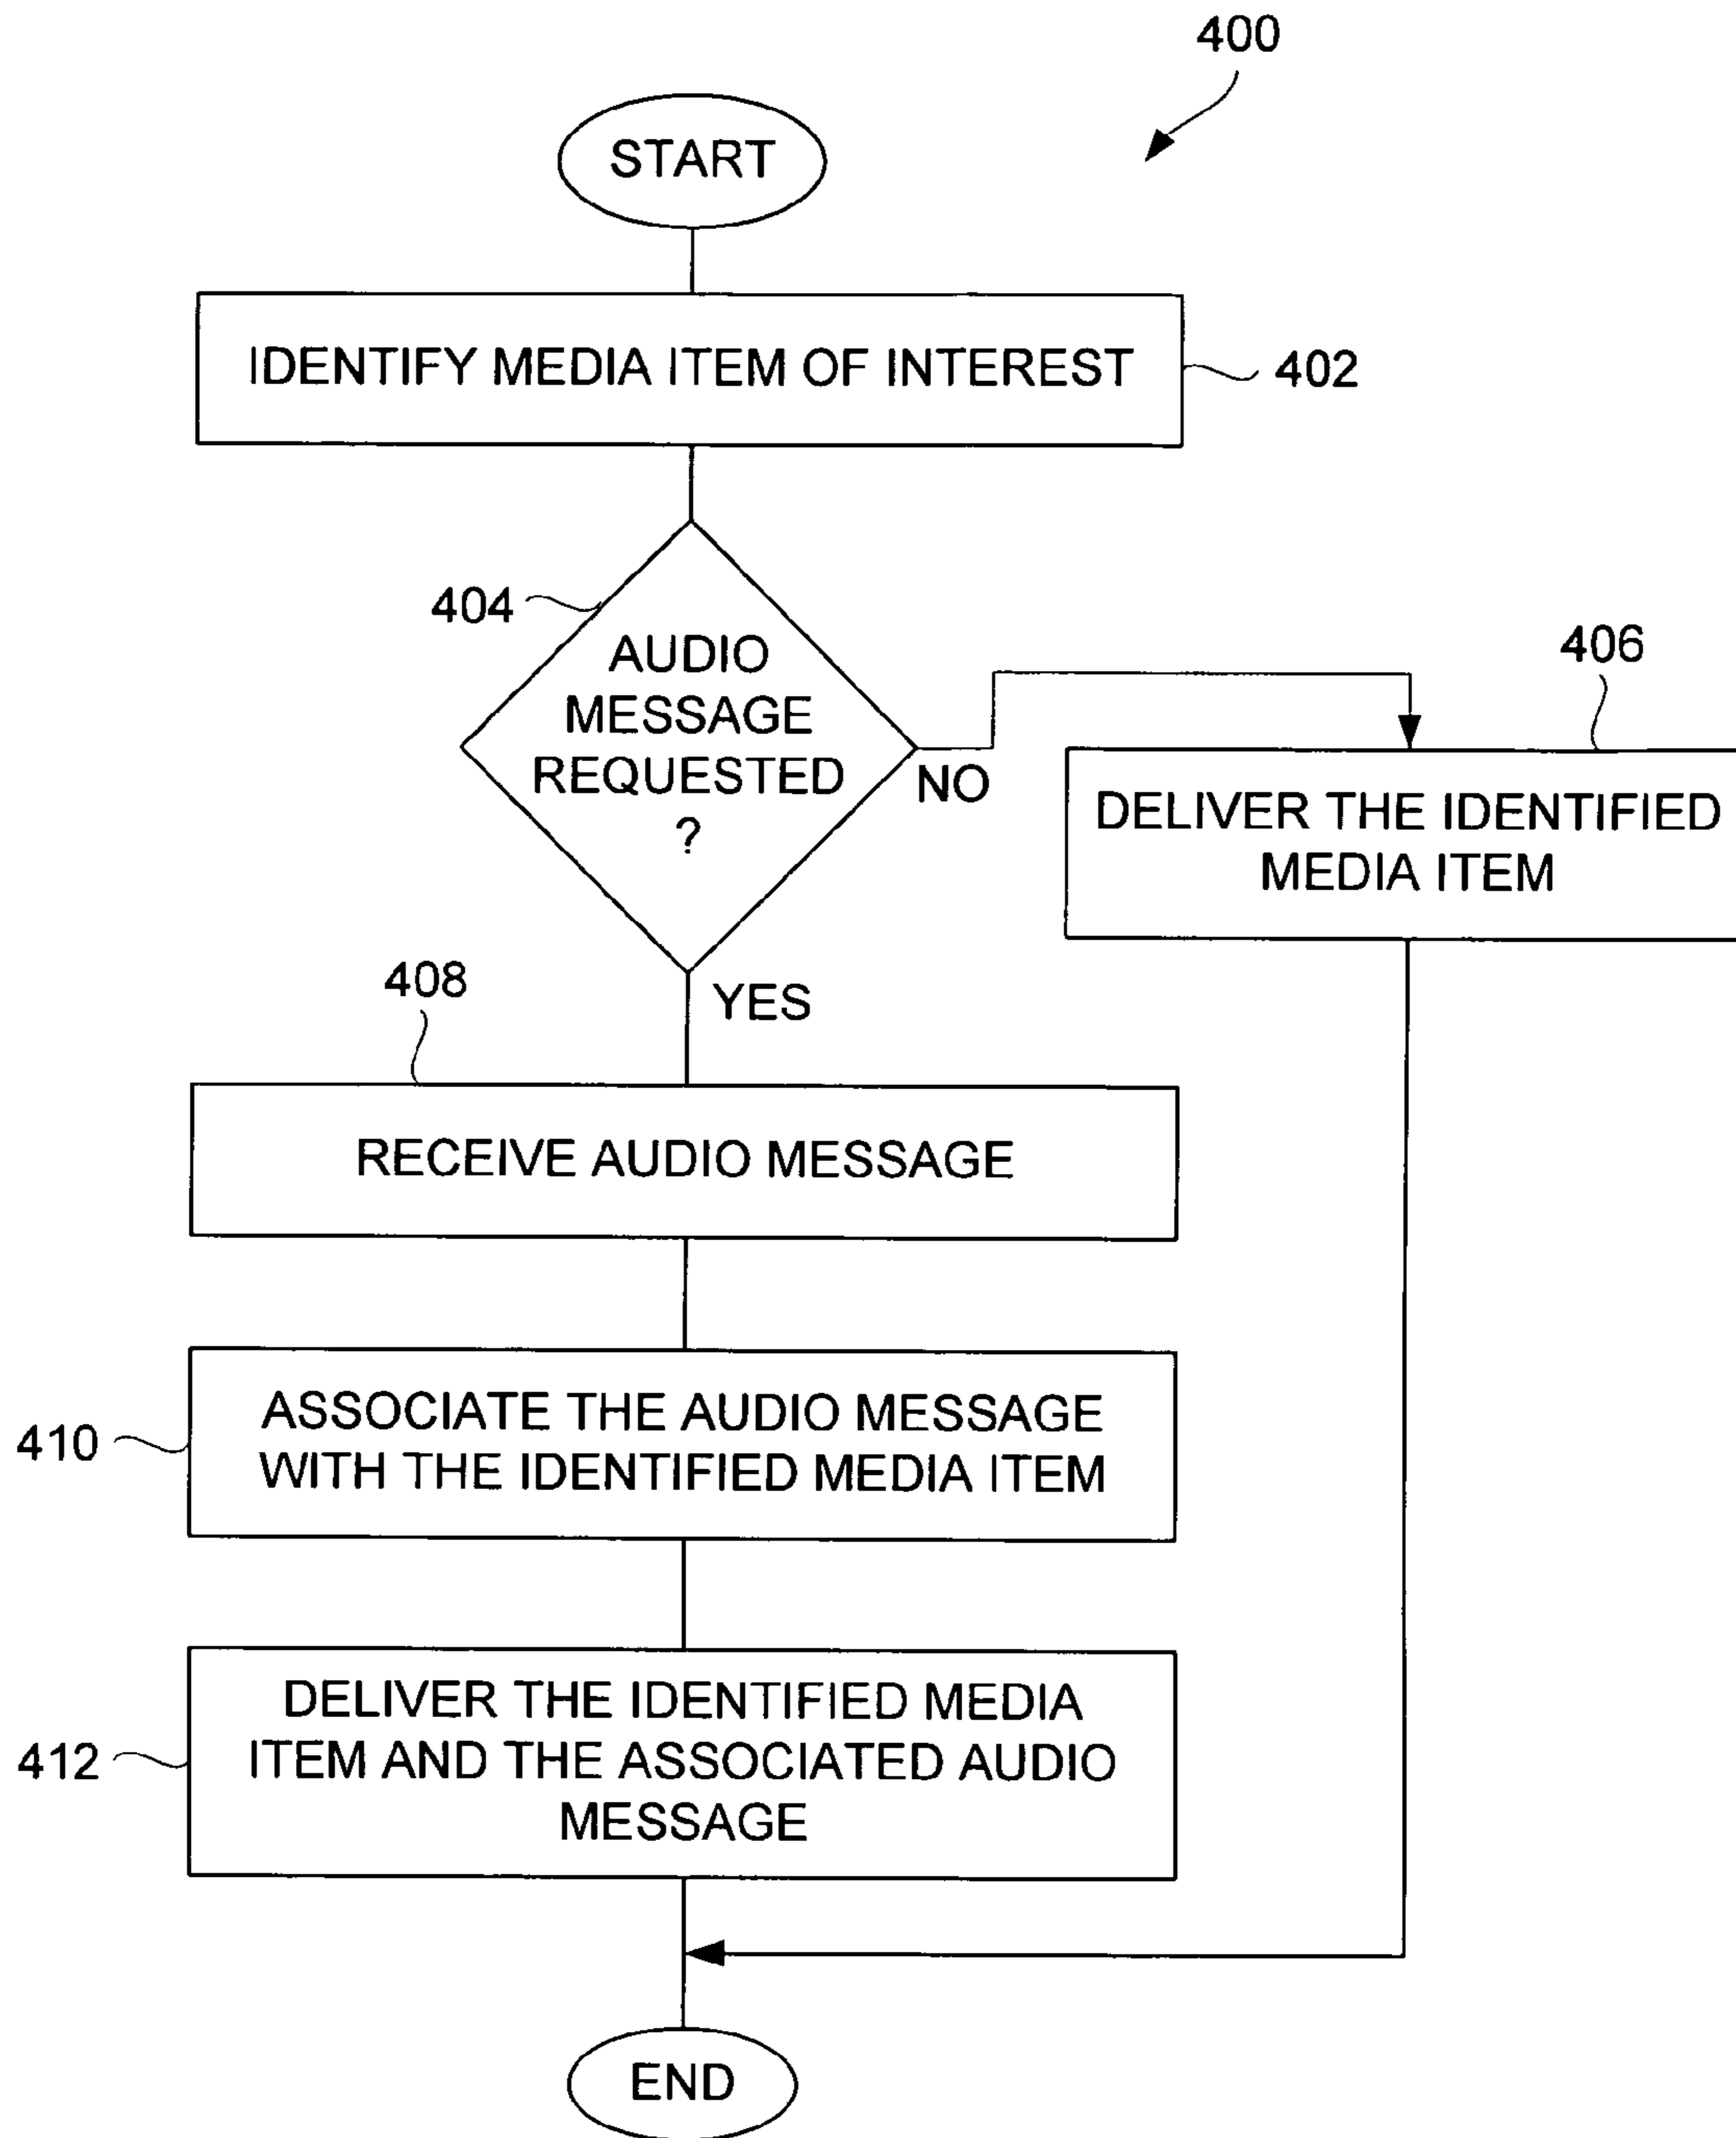 400
START
IDENTIFY MEDIA ITEM OF INTEREST
402
404
AUDIO
MESSAGE
REQUESTED
?
NO
406
DELIVER THE IDENTIFIED
MEDIA ITEM
YES
408
RECEIVE AUDIO MESSAGE
410
ASSOCIATE THE AUDIO MESSAGE
WITH THE IDENTIFIED MEDIA ITEM
412
DELIVER THE IDENTIFIED MEDIA
ITEM AND THE ASSOCIATED AUDIO
MESSAGE
END